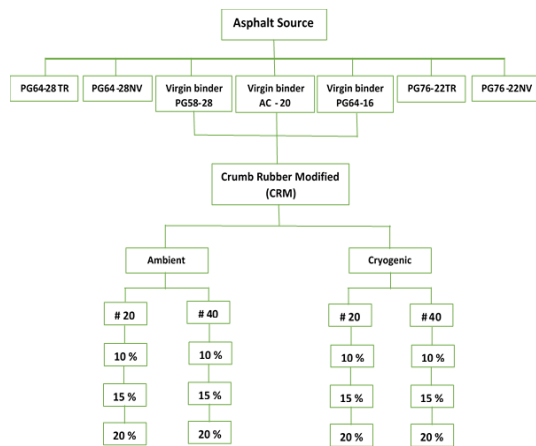 Asphalt Source
PG64-28 TR
PG64-28NV
Virgin binder
PG58-28
Virgin binder
AC - 20
Virgin binder
PG64-16
PG76-22TR
PG76-22NV
Crumb Rubber Modified
(CRM)
Ambient
Cryogenic
# 20
# 40
# 20
# 40
10 %
10 %
10 %
10 %
15 %
15 %
15 %
15 %
20 %
20 %
20 %
20 %